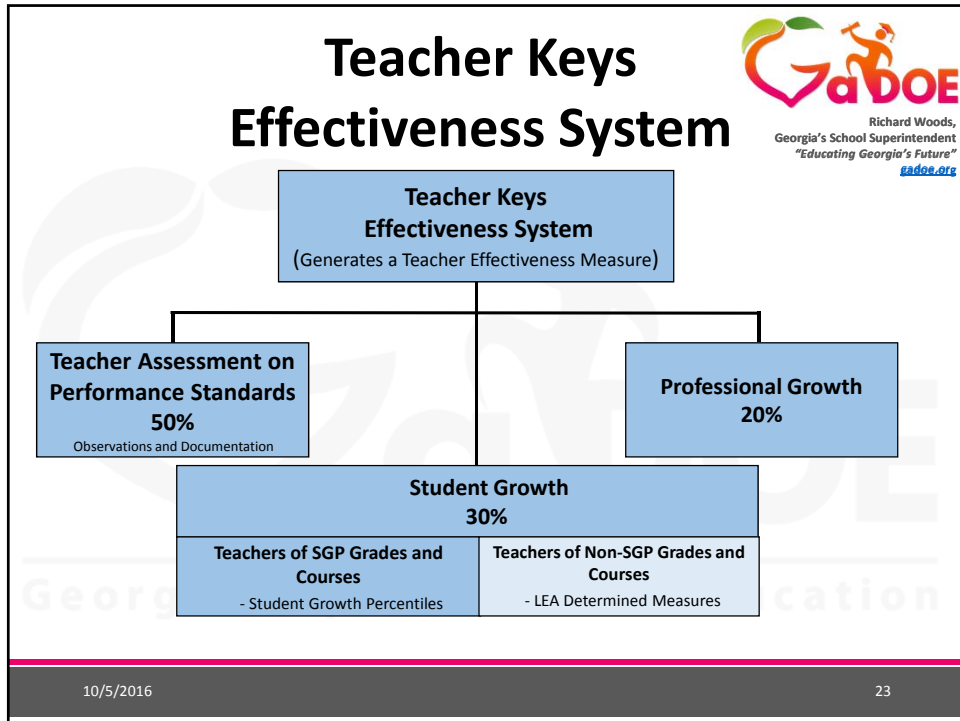 Teacher Keys
Effectiveness System
GaDOE
Richard Woods,
Georgia's School Superintendent
"Educating Georgia's Future"
gadoe.org
Teacher Keys
Effectiveness System
(Generates a Teacher Effectiveness Measure)
Teacher Assessment on
Performance Standards
50%
Observations and Documentation
Professional Growth
20%
Student Growth
30%
Teachers of SGP Grades and
Courses
- Student Growth Percentiles
Teachers of Non-SGP Grades and
Courses
- LEA Determined Measures
10/5/2016
23